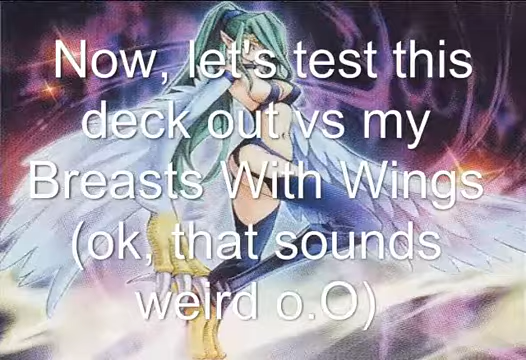 Now, let's test this
deck out vs my
Breasts With Wings
(ok, that sounds
weird o.O)